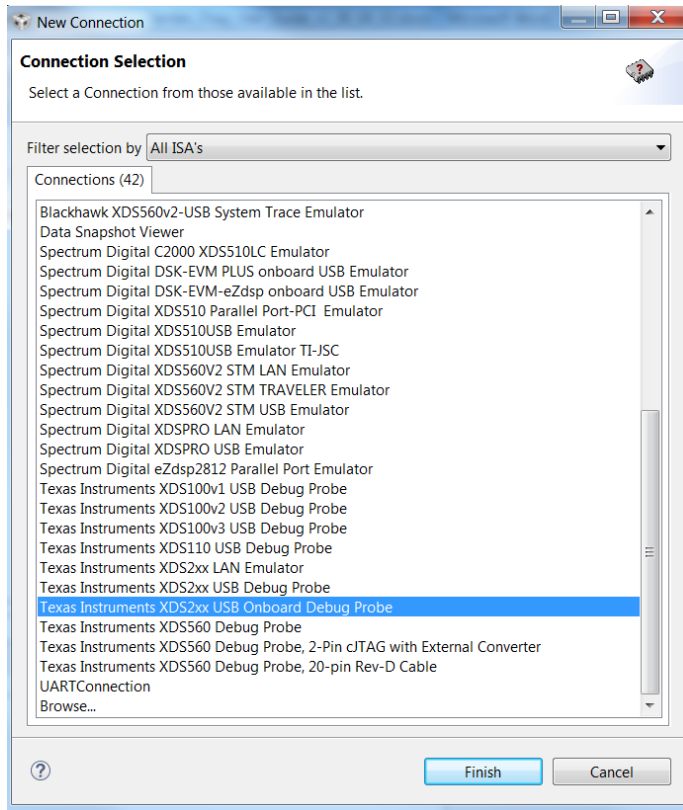 New Connection
Connection Selection
Select a Connection from those available in the list.
Filter selection by All ISA's
Connections (42)
Blackhawk XDS560v2-USB System Trace Emulator
Data Snapshot Viewer
Spectrum Digital C2000 XDS510LC Emulator
Spectrum Digital DSK-EVM PLUS onboard USB Emulator
Spectrum Digital DSK-EVM-eZdsp onboard USB Emulator
Spectrum Digital XDS510 Parallel Port-PCI  Emulator
Spectrum Digital XDS510USB Emulator
Spectrum Digital XDS510USB Emulator TI-JSC
Spectrum Digital XDS560V2 STM LAN Emulator
Spectrum Digital XDS560V2 STM TRAVELER Emulator
Spectrum Digital XDS560V2 STM USB Emulator
Spectrum Digital XDSPRO LAN Emulator
Spectrum Digital XDSPRO USB Emulator
Spectrum Digital eZdsp2812 Parallel Port Emulator
Texas Instruments XDS100v1 USB Debug Probe
Texas Instruments XDS100v2 USB Debug Probe
Texas Instruments XDS100v3 USB Debug Probe
Texas Instruments XDS110 USB Debug Probe
Texas Instruments XDS2xx LAN Emulator
Texas Instruments XDS2xx USB Debug Probe
Texas Instruments XDS2xx USB Onboard Debug Probe
Texas Instruments XDS560 Debug Probe
Texas Instruments XDS560 Debug Probe, 2-Pin cJTAG with External Converter
Texas Instruments XDS560 Debug Probe, 20-pin Rev-D Cable
UARTConnection
Browse...
Finish
Cancel